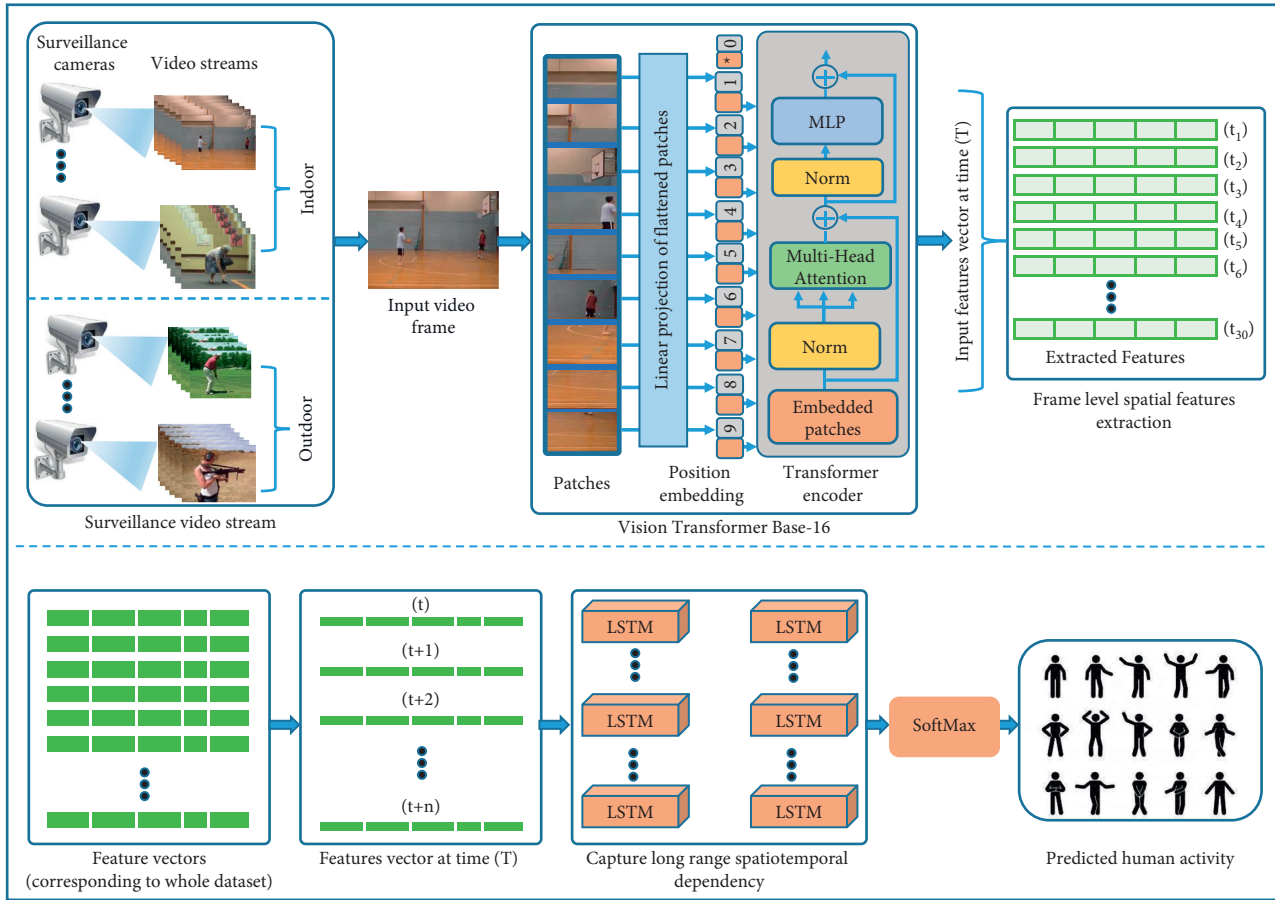 Surveillance
cameras
Video streams
Indoor
Outdoor
Surveillance video stream
Input video
frame
Patches
Linear projection of flattened patches
0
*
1
2
3
4
5
6
7
8
9
Position
embedding
MLP
Norm
Multi-Head
Attention
Norm
Embedded
patches
Transformer
encoder
Vision Transformer Base-16
Input features vector at time (T)
(t1)
(t2)
(t3)
(t4)
(t5)
(t6)
(t30)
Extracted Features
Frame level spatial features
extraction
Feature vectors
(corresponding to whole dataset)
(t)
(t+1)
(t+2)
(t+n)
Features vector at time (T)
LSTM
LSTM
LSTM
LSTM
LSTM
LSTM
Capture long range spatiotemporal
dependency
SoftMax
Predicted human activity